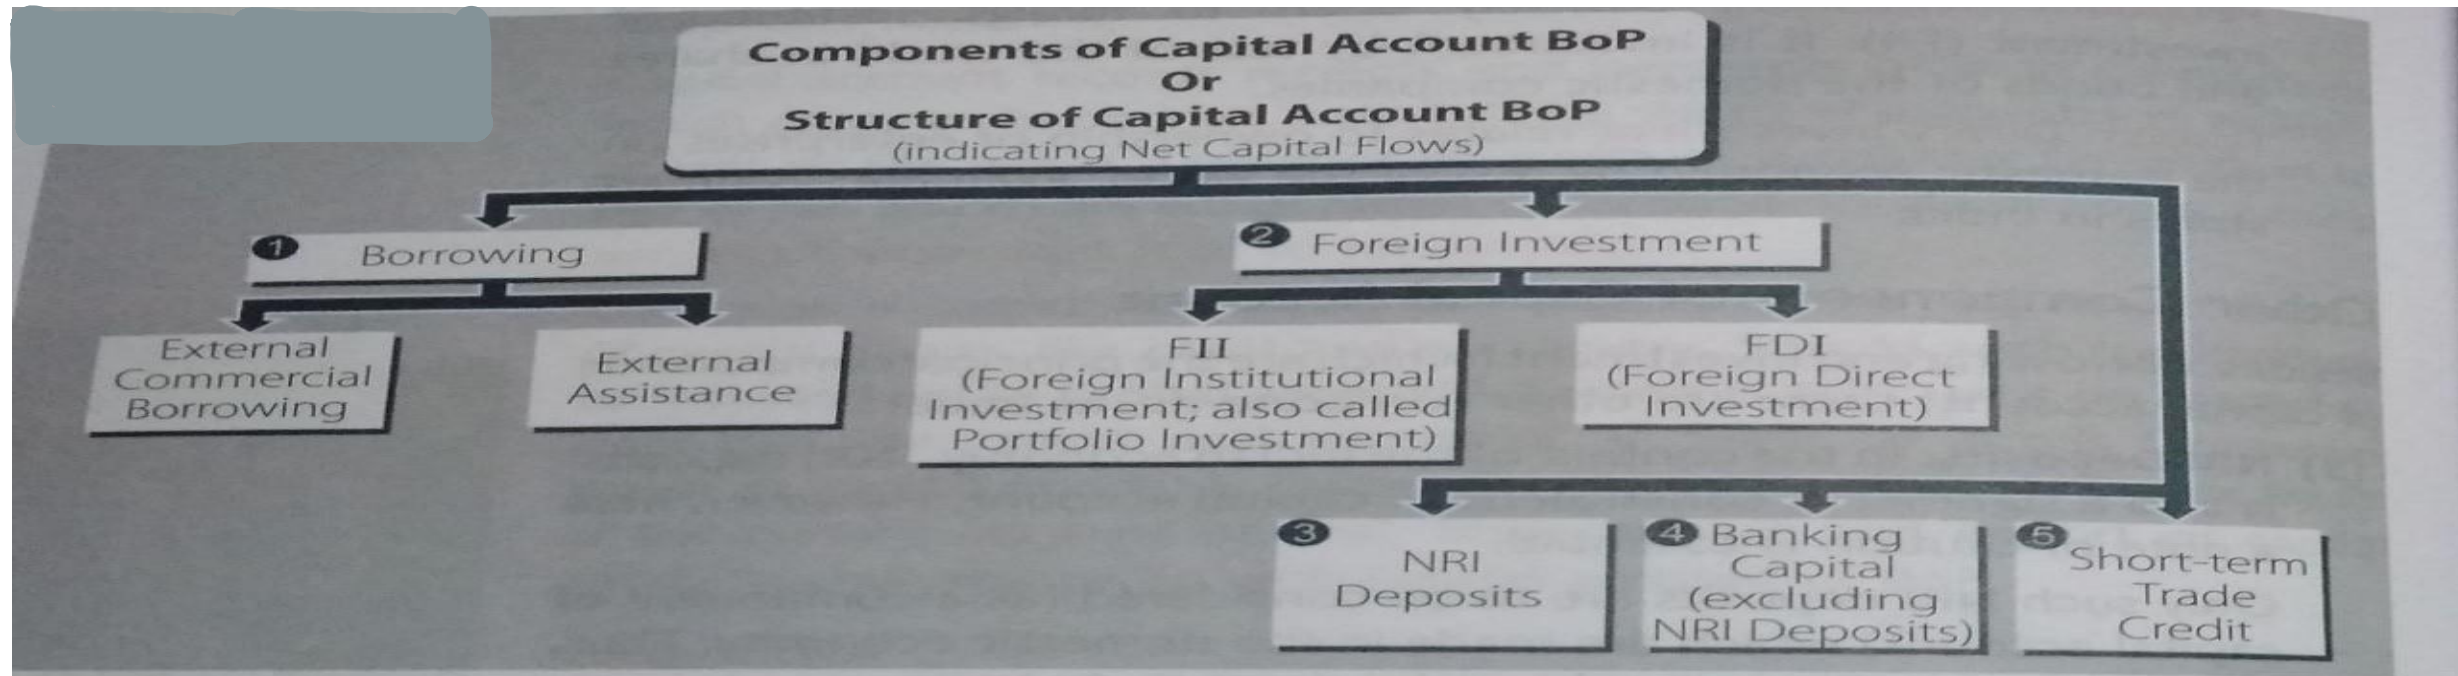 Components of Capital Account BoP
Or
Structure of Capital Account BoP
(indicating Net Capital Flows)
1 Borrowing
2 Foreign Investment
External
Commercial
Borrowing
External
Assistance
FII
(Foreign Institutional
Investment; also called
Portfolio Investment)
FDI
(Foreign Direct
Investment)
3 NRI
Deposits
4 Banking
Capital
(excluding
NRI Deposits)
5 Short-term
Trade
Credit